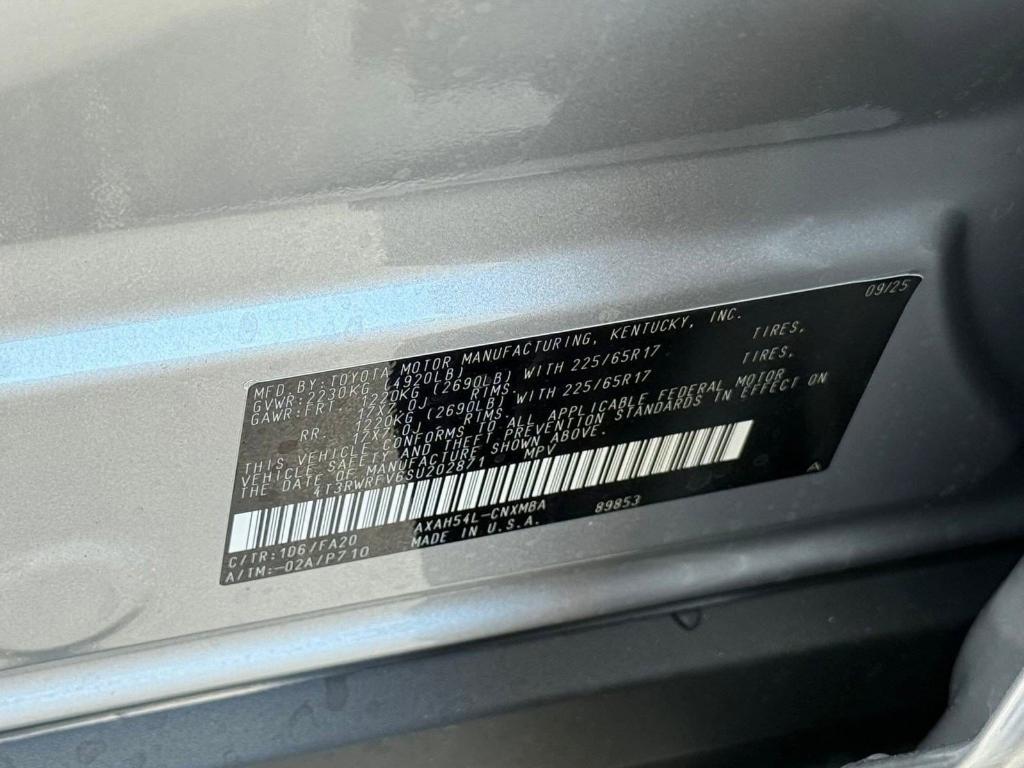 09/25
MFD. BY: TOYOTA MOTOR MANUFACTURING, KENTUCKY, INC.
GVWR: 2230KG (4920LB)
GAWR: FRT. 1220KG (2690LB) WITH 225/65R17 TIRES,
17X7.0J RIMS,
RR. 1220KG (2690LB) WITH 225/65R17 TIRES,
17X7.0J RIMS.
THIS VEHICLE CONFORMS TO ALL APPLICABLE FEDERAL MOTOR
VEHICLE SAFETY AND THEFT PREVENTION STANDARDS IN EFFECT ON
THE DATE OF MANUFACTURE SHOWN ABOVE.
4T3RWRFV6SU202871 MPV
C/TR: 1D6/FA20 AXAH54L-CNXMBA 89853 A
A/TM: -02A/P710 MADE IN U.S.A.